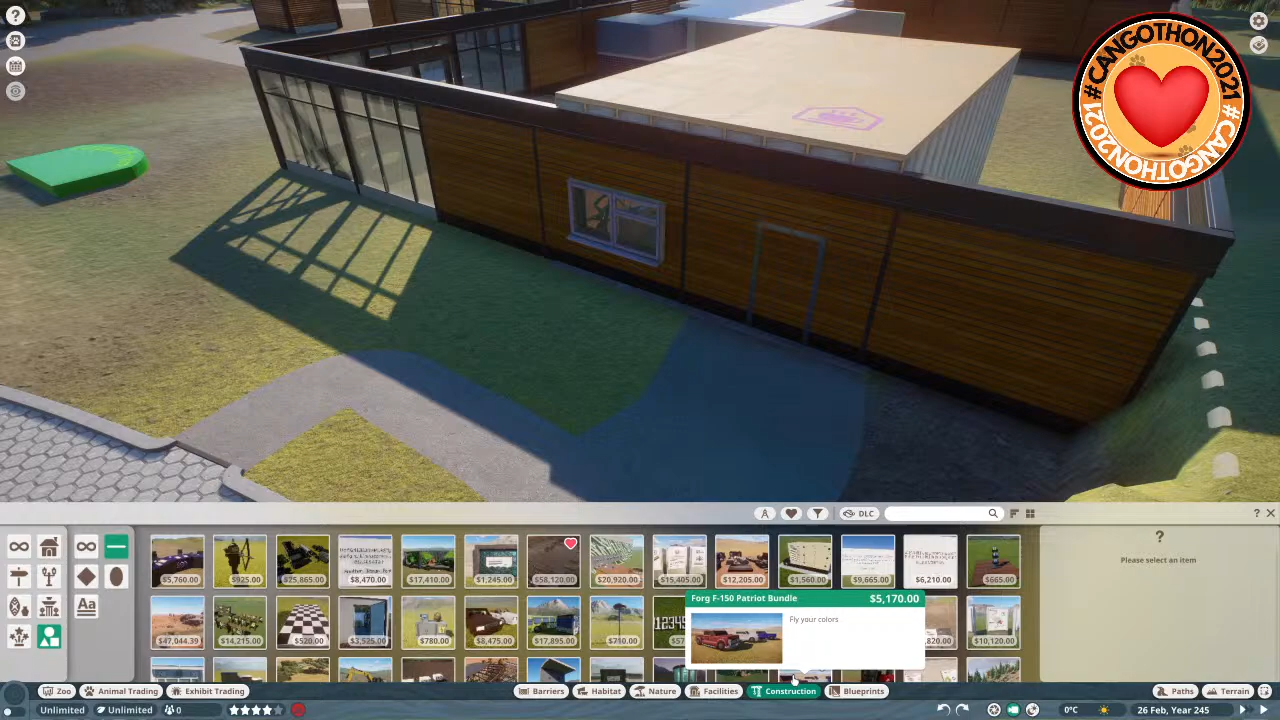 #CANGOTHON2021
#CANGOTHON2021
DLC
$5,760.00
$925.00
$25,865.00
$8,470.00
$17,410.00
$1,245.00
$58,120.00
$20,920.00
$15,405.00
$12,205.00
$1,560.00
$9,665.00
$6,210.00
$665.00
Please select an item
Forg F-150 Patriot Bundle
$5,170.00
Fly your colors
$47,044.39
$14,215.00
$520.00
$3,525.00
$780.00
$8,475.00
$17,895.00
$750.00
$10,120.00
Aa
Zoo
Animal Trading
Exhibit Trading
Barriers
Habitat
Nature
Facilities
Construction
Blueprints
Paths
Terrain
Unlimited
Unlimited
0
0°C
26 Feb, Year 245